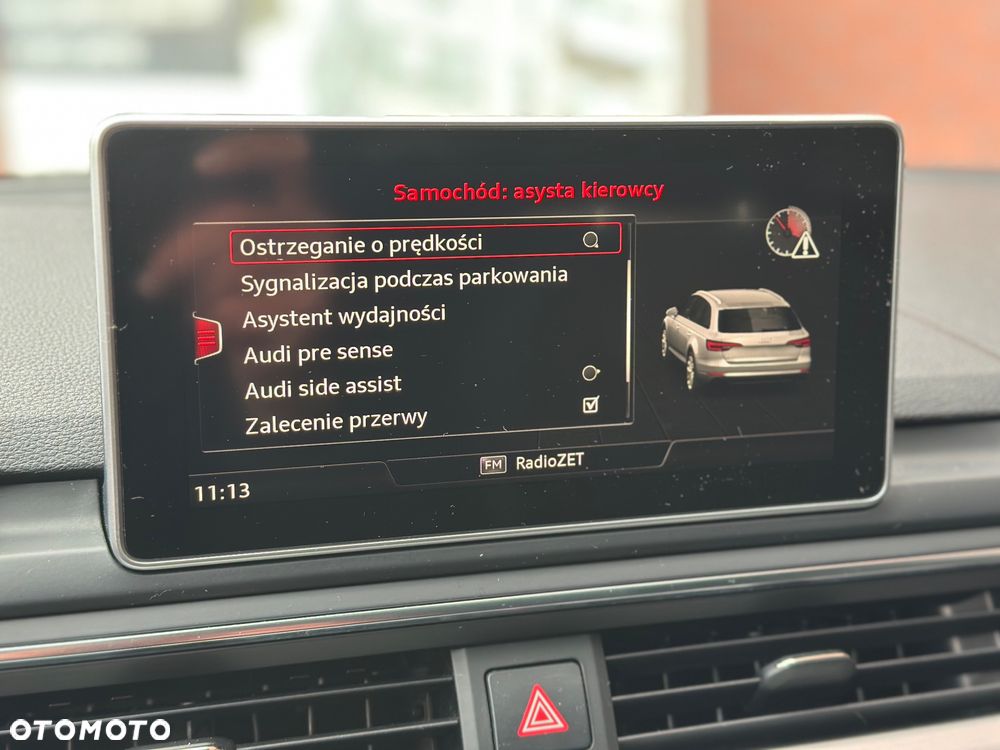 Samochód: asysta kierowcy
Ostrzeganie o prędkości
Sygnalizacja podczas parkowania
Asystent wydajności
Audi pre sense
Audi side assist
Zalecenie przerwy
FM RadioZET
11:13
OTOMOTO